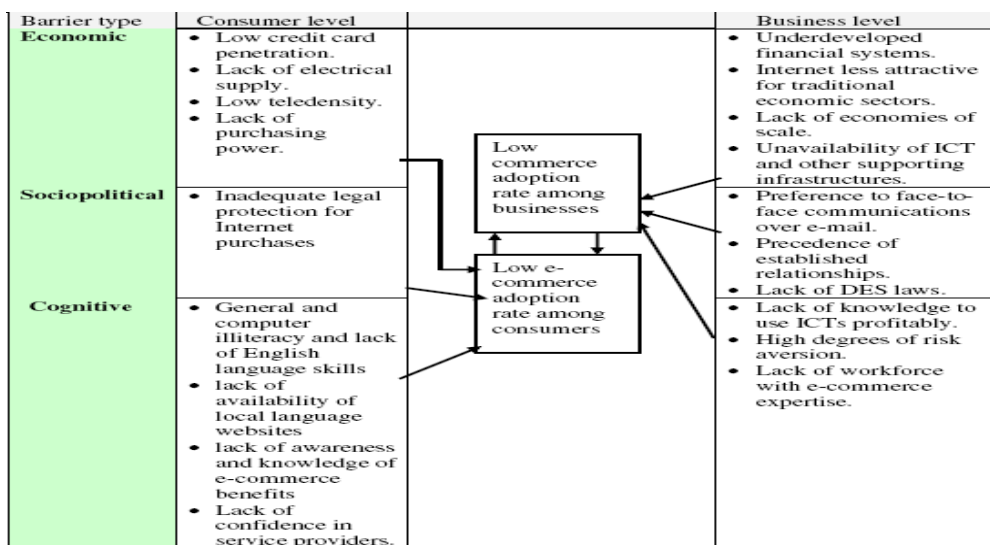 Barrier type
Consumer level
Business level
Economic
• Low credit card
penetration.
• Lack of electrical
supply.
• Low teledensity.
• Lack of
purchasing
power.
Low
commerce
adoption
rate among
businesses
• Underdeveloped
financial systems.
• Internet less attractive
for traditional
economic sectors.
• Lack of economies of
scale.
• Unavailability of ICT
and other supporting
infrastructures.
Sociopolitical
• Inadequate legal
protection for
Internet
purchases
Low e-
commerce
adoption
rate among
consumers
• Preference to face-to-
face communications
over e-mail.
• Precedence of
established
relationships.
• Lack of DES laws.
Cognitive
• General and
computer
illiteracy and lack
of English
language skills
• lack of
availability of
local language
websites
• lack of awareness
and knowledge of
e-commerce
benefits
• Lack of
confidence in
service providers.
• Lack of knowledge to
use ICTs profitably.
• High degrees of risk
aversion.
• Lack of workforce
with e-commerce
expertise.